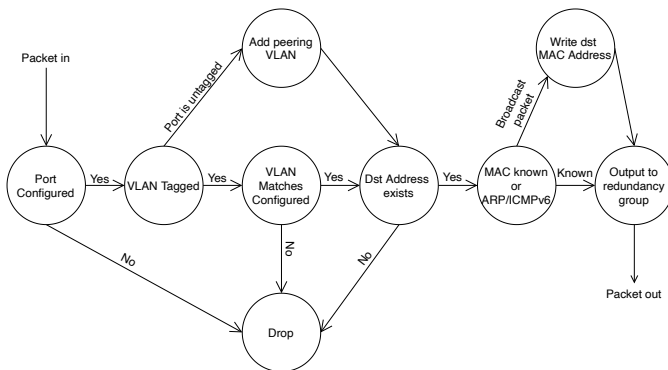 Packet in
Port
Configured
Yes
VLAN Tagged
Port is untagged
Add peering
VLAN
Yes
VLAN
Matches
Configured
Yes
Dst Address
exists
Yes
MAC known
or
ARP/ICMPv6
Broadcast
packet
Write dst
MAC Address
Known
Output to
redundancy
group
Packet out
No
No
No
Drop